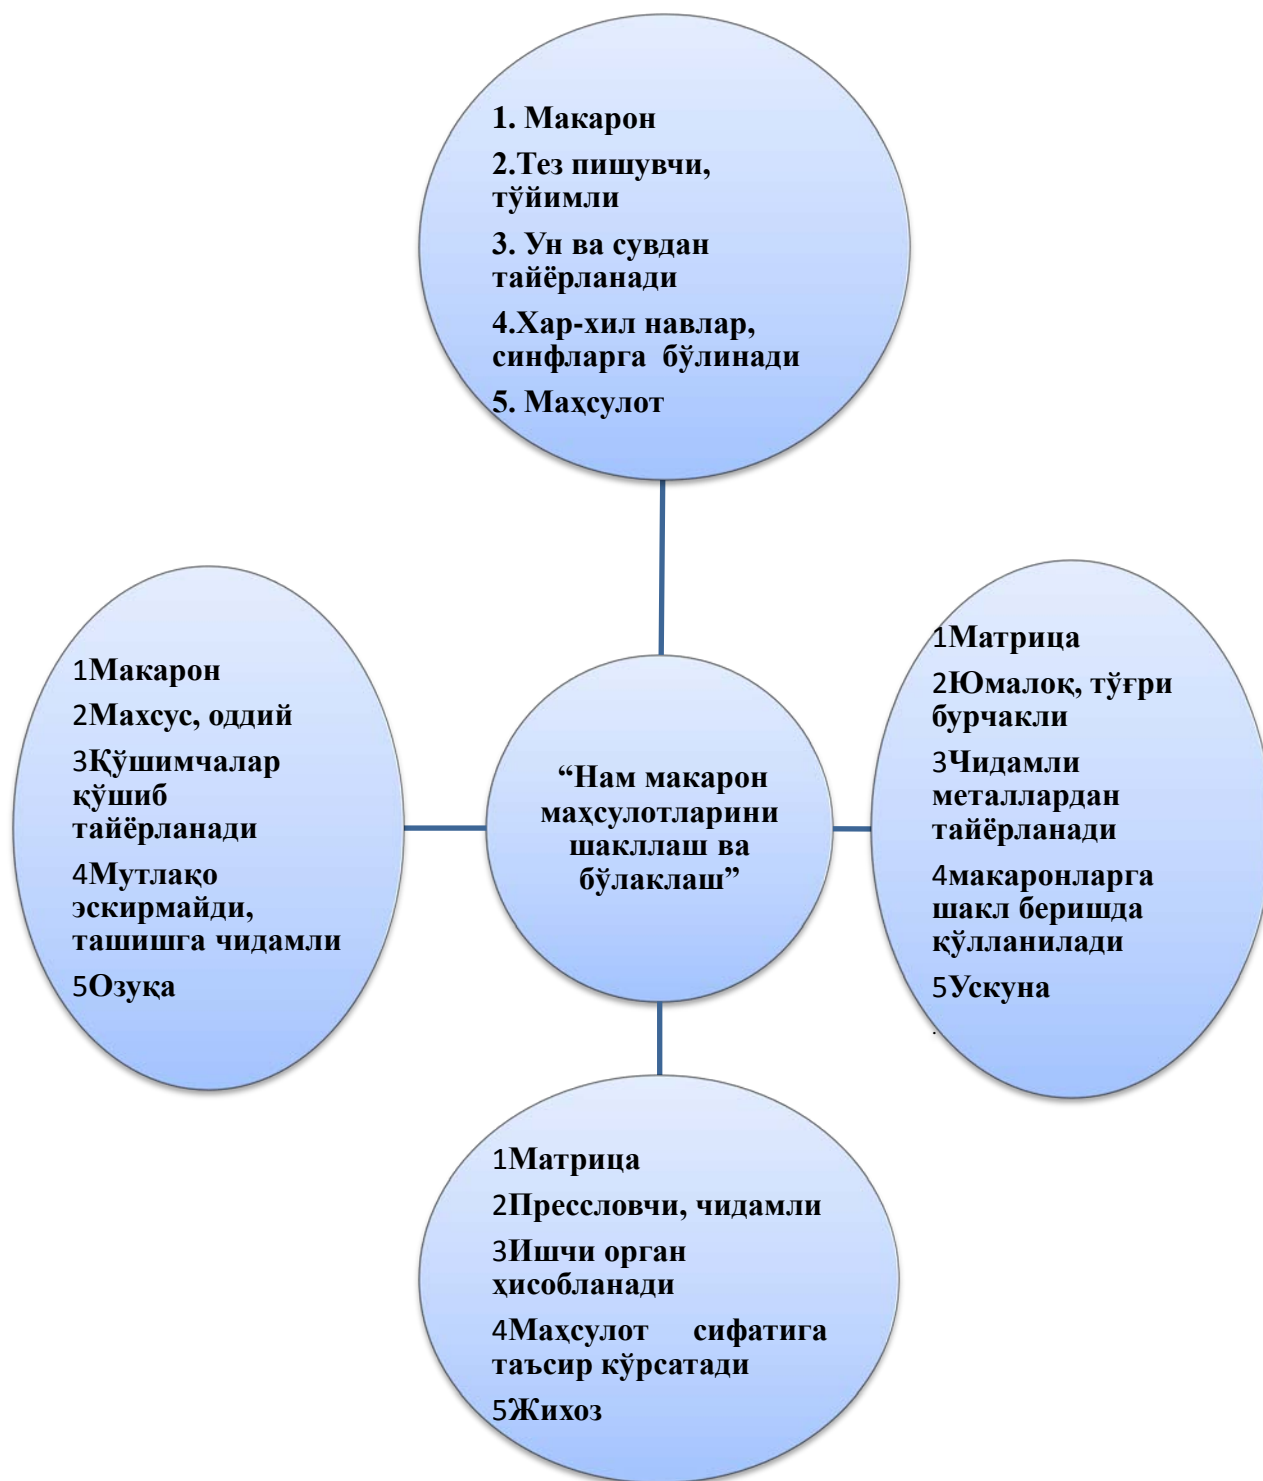 1. Макарон
2.Тез пишувчи,
тўйимли
3. Ун ва сувдан
тайёрланади
4.Хар-хил навлар,
синфларга бўлинади
5. Маҳсулот
1Макарон
2Махсус, оддий
3Қўшимчалар
қўшиб
тайёрланади
4Мутлақо
эскирмайди,
ташишга чидамли
5Озуқа
“Нам макарон
маҳсулотларини
шакллаш ва
бўлаклаш”
1Матрица
2Юмалоқ, тўғри
бурчакли
3Чидамли
металлардан
тайёрланади
4макаронларга
шакл беришда
қўлланилади
5Ускуна
.
1Матрица
2Прессловчи, чидамли
3Ишчи орган
ҳисобланади
4Маҳсулот сифатига
таъсир кўрсатади
5Жихоз